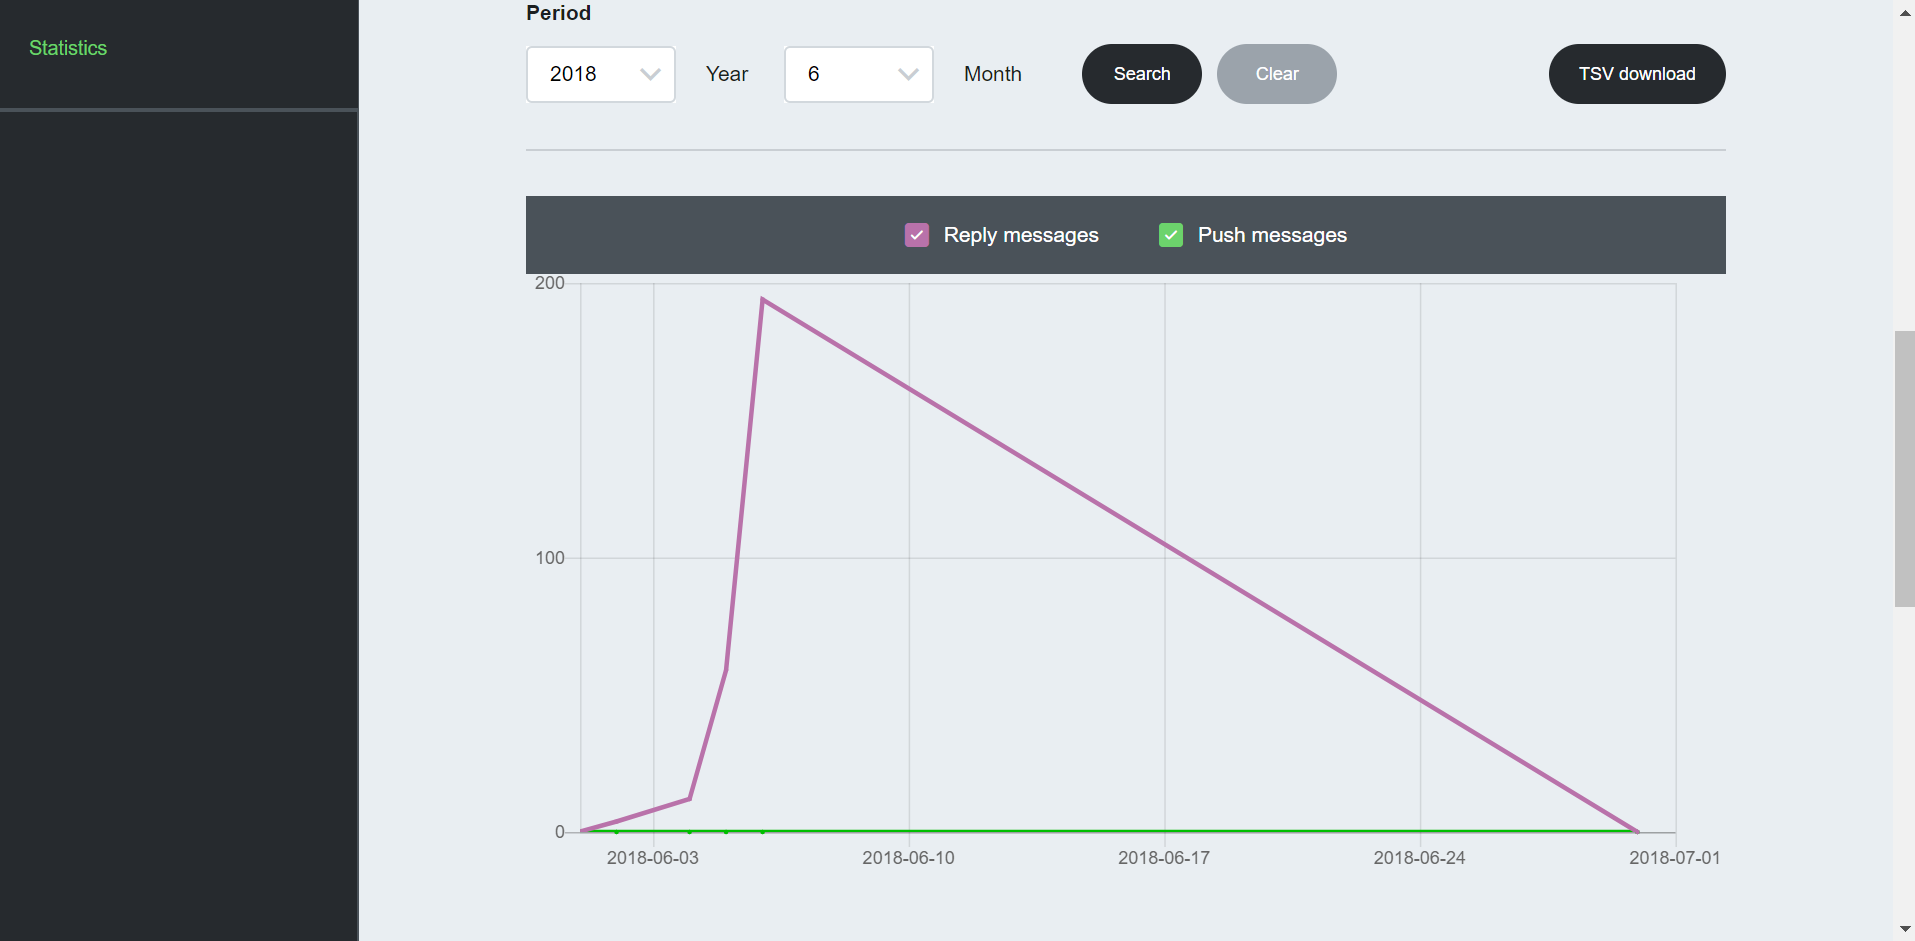 Statistics
Period
2018 Year 6 Month Search Clear TSV download
Reply messages Push messages
200
100
0
2018-06-03 2018-06-10 2018-06-17 2018-06-24 2018-07-01